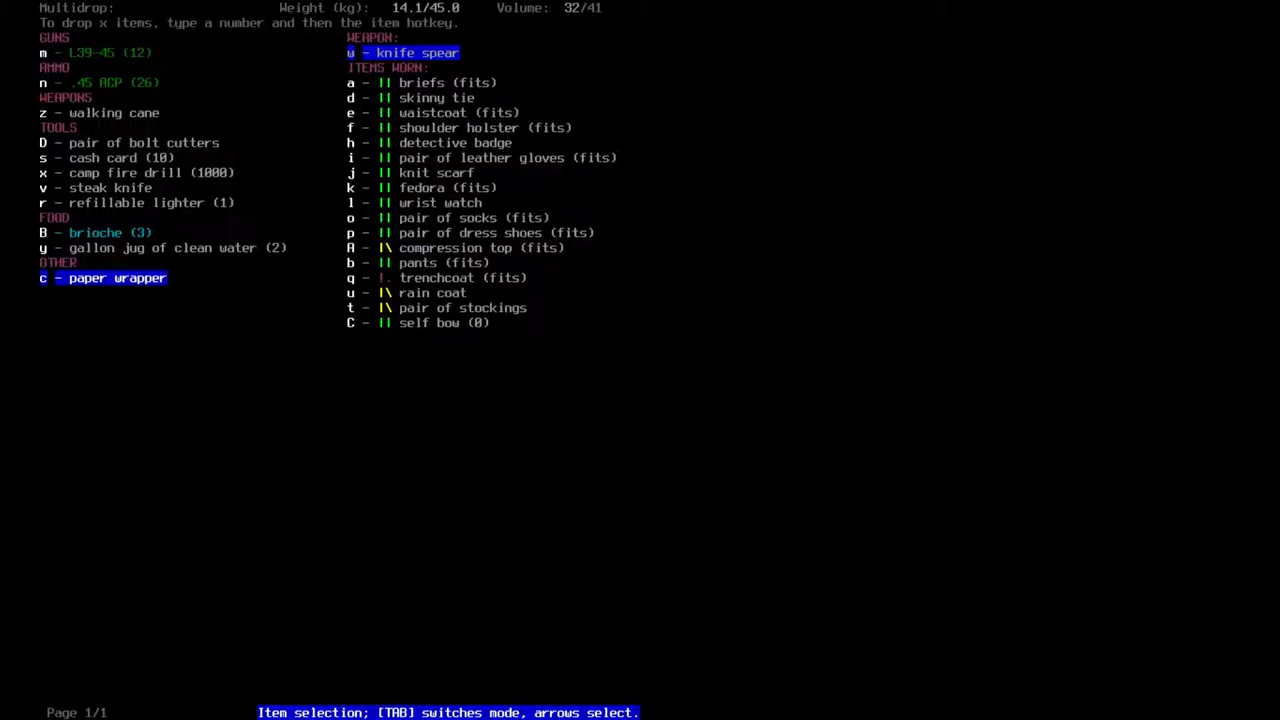 Multidrop: Weight (kg): 14.1/45.0 Volume: 32/41
To drop x items, type a number and then the item hotkey.
GUNS
m - L39-45 (12)
AMMO
n - .45 ACP (26)
WEAPONS
z - walking cane
TOOLS
D - pair of bolt cutters
s - cash card (10)
x - camp fire drill (1000)
v - steak knife
r - refillable lighter (1)
FOOD
B - brioche (3)
y - gallon jug of clean water (2)
OTHER
c - paper wrapper
WEAPON:
w - knife spear
ITEMS WORN:
a - || briefs (fits)
d - || skinny tie
e - || waistcoat (fits)
f - || shoulder holster (fits)
h - || detective badge
i - || pair of leather gloves (fits)
j - || knit scarf
k - || fedora (fits)
l - || wrist watch
o - || pair of socks (fits)
p - || pair of dress shoes (fits)
A - |\ compression top (fits)
b - || pants (fits)
q - |. trenchcoat (fits)
u - |\ rain coat
t - |\ pair of stockings
C - || self bow (0)
Page 1/1 Item selection; [TAB] switches mode, arrows select.